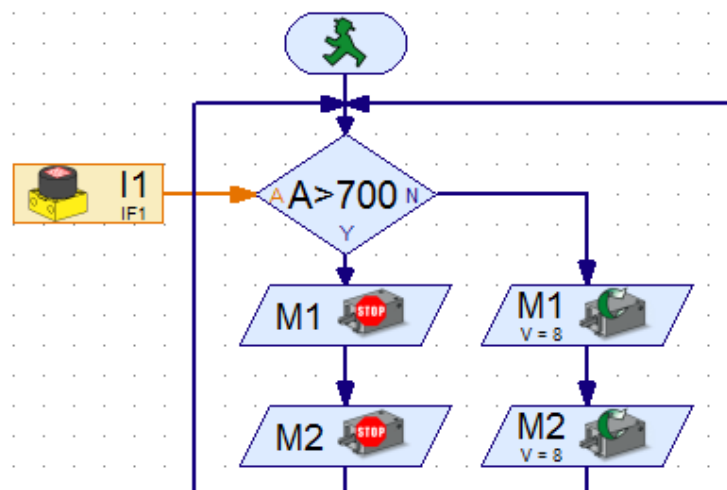 I1
IF1
A A>700 N
Y
M1 STOP
M1
V = 8
M2 STOP
M2
V = 8